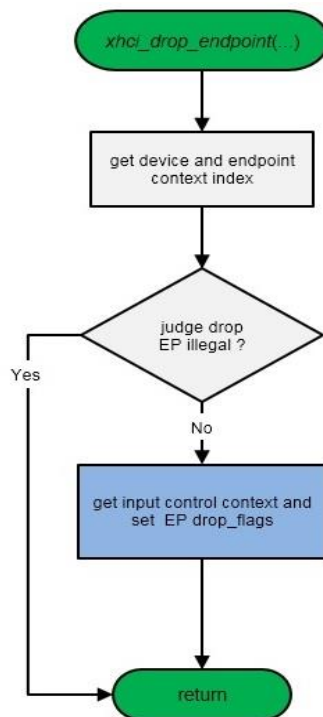 xhci_drop_endpoint(...)
get device and endpoint
context index
judge drop
EP illegal ?
Yes
No
get input control context and
set EP drop_flags
return